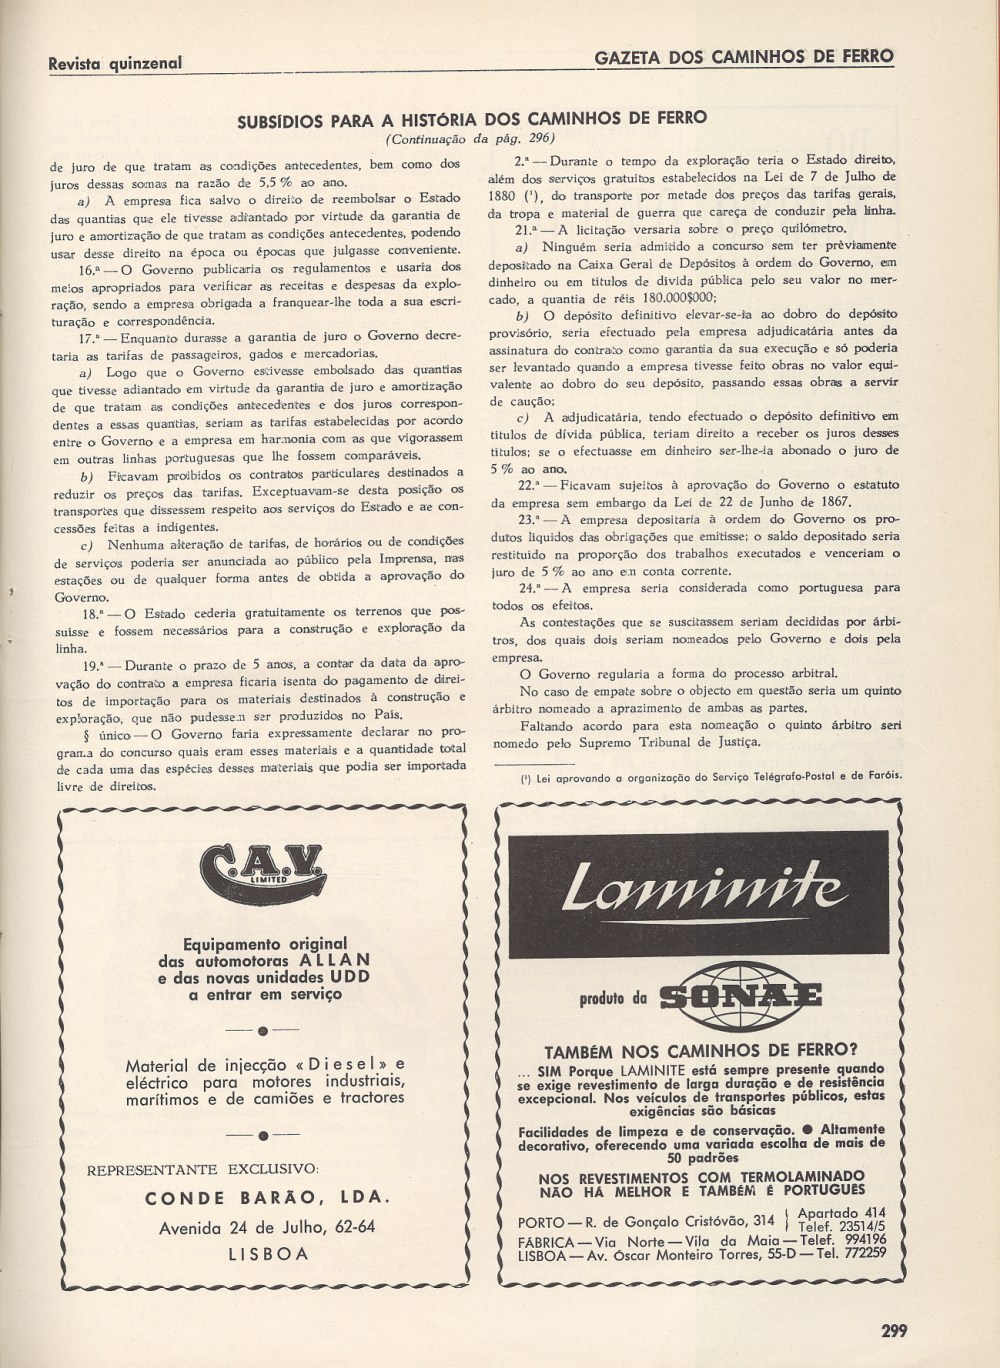 Revista quinzenal
GAZETA DOS CAMINHOS DE FERRO
SUBSÍDIOS PARA A HISTÓRIA DOS CAMINHOS DE FERRO
(Continuação da pág. 296)
de juro de que tratam as condições antecedentes, bem como dos
juros dessas somas na razão de 5,5 % ao ano.
a) A empresa fica salvo o direito de reembolsar o Estado
das quantias que ele tivesse adiantado por virtude da garantia de
juro e amortização de que tratam as condições antecedentes, podendo
usar desse direito na época ou épocas que julgasse conveniente.
16.ª — O Governo publicaria os regulamentos e usaria dos
meios apropriados para verificar as receitas e despesas da explo-
ração, sendo a empresa obrigada a franquear-lhe toda a sua escri-
turação e correspondência.
17.ª — Enquanto durasse a garantia de juro o Governo decre-
taria as tarifas de passageiros, gados e mercadorias.
a) Logo que o Governo estivesse embolsado das quantias
que tivesse adiantado em virtude da garantia de juro e amortização
de que tratam as condições antecedentes e dos juros correspon-
dentes a essas quantias, seriam as tarifas estabelecidas por acordo
entre o Governo e a empresa em harmonia com as que vigorassem
em outras linhas portuguesas que lhe fossem comparáveis.
b) Ficavam proibidos os contratos particulares destinados a
reduzir os preços das tarifas. Exceptuavam-se desta posição os
transportes que dissessem respeito aos serviços do Estado e ae con-
cessões feitas a indigentes.
c) Nenhuma alteração de tarifas, de horários ou de condições
de serviços poderia ser anunciada ao público pela Imprensa, nas
estações ou de qualquer forma antes de obtida a aprovação do
Governo.
18.ª — O Estado cederia gratuitamente os terrenos que pos-
suisse e fossem necessários para a construção e exploração da
linha.
19.ª — Durante o prazo de 5 anos, a contar da data da apro-
vação do contrato a empresa ficaria isenta do pagamento de direi-
tos de importação para os materiais destinados à construção e
exploração, que não pudessem ser produzidos no País.
§ único — O Governo faria expressamente declarar no pro-
grama do concurso quais eram esses materiais e a quantidade total
de cada uma das espécies desses materiais que podia ser importada
livre de direitos.
2.ª — Durante o tempo da exploração teria o Estado direito,
além dos serviços gratuitos estabelecidos na Lei de 7 de Julho de
1880 (¹), do transporte por metade dos preços das tarifas gerais,
da tropa e material de guerra que careça de conduzir pela linha.
21.ª — A licitação versaria sobre o preço quilómetro.
a) Ninguém seria admitido a concurso sem ter prèviamente
depositado na Caixa Geral de Depósitos à ordem do Governo, em
dinheiro ou em titulos de divida pública pelo seu valor no mer-
cado, a quantia de réis 180.000$000;
b) O depósito definitivo elevar-se-ia ao dobro do depósito
provisório, seria efectuado pela empresa adjudicatária antes da
assinatura do contrato como garantia da sua execução e só poderia
ser levantado quando a empresa tivesse feito obras no valor equi-
valente ao dobro do seu depósito, passando essas obras a servir
de caução;
c) A adjudicatária, tendo efectuado o depósito definitivo em
titulos de dívida pública, teriam direito a receber os juros desses
titulos; se o efectuasse em dinheiro ser-lhe-ia abonado o juro de
5 % ao ano.
22.ª — Ficavam sujeitos à aprovação do Governo o estatuto
da empresa sem embargo da Lei de 22 de Junho de 1867.
23.ª — A empresa depositaría à ordem do Governo os pro-
dutos liquidos das obrigações que emitisse; o saldo depositado seria
restituido na proporção dos trabalhos executados e venceriam o
juro de 5 % ao ano em conta corrente.
24.ª — A empresa seria considerada como portuguesa para
todos os efeitos.
As contestações que se suscitassem seriam decididas por árbi-
tros, dos quais dois seriam nomeados pelo Governo e dois pela
empresa.
O Governo regularia a forma do processo arbitral.
No caso de empate sobre o objecto em questão seria um quinto
árbitro nomeado a aprazimento de ambas as partes.
Faltando acordo para esta nomeação o quinto árbitro seri
nomedo pelo Supremo Tribunal de Justiça.
(¹) Lei aprovando a organização do Serviço Telégrafo-Postal e de Faróis.
C.A.V.
LIMITED
Equipamento original
das automotoras ALLAN
e das novas unidades UDD
a entrar em serviço
Material de injecção «Diesel» e
eléctrico para motores industriais,
marítimos e de camiões e tractores
REPRESENTANTE EXCLUSIVO:
CONDE BARÃO, LDA.
Avenida 24 de Julho, 62-64
LISBOA
Laminite
produto da SONAE
TAMBÉM NOS CAMINHOS DE FERRO?
... SIM Porque LAMINITE está sempre presente quando
se exige revestimento de larga duração e de resistência
excepcional. Nos veículos de transportes públicos, estas
exigências são básicas
Facilidades de limpeza e de conservação. ● Altamente
decorativo, oferecendo uma variada escolha de mais de
50 padrões
NOS REVESTIMENTOS COM TERMOLAMINADO
NÃO HÁ MELHOR E TAMBÉM É PORTUGUÊS
PORTO — R. de Gonçalo Cristóvão, 314 | Apartado 414
Telef. 23514/5
FÁBRICA — Via Norte — Vila da Maia — Telef. 994196
LISBOA — Av. Óscar Monteiro Torres, 55-D — Tel. 772259
299